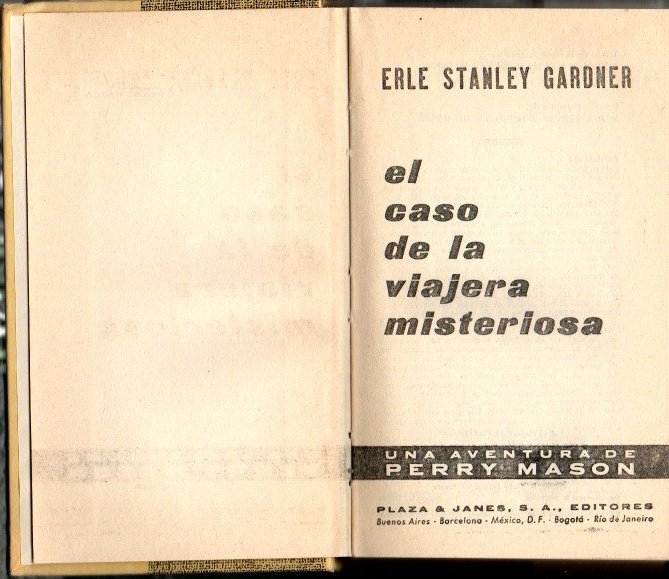 ERLE STANLEY GARDNER
el
caso
de la
viajera
misteriosa
UNA AVENTURA DE
PERRY MASON
PLAZA & JANES, S. A., EDITORES
Buenos Aires - Barcelona - México, D. F. - Bogotá - Río de Janeiro